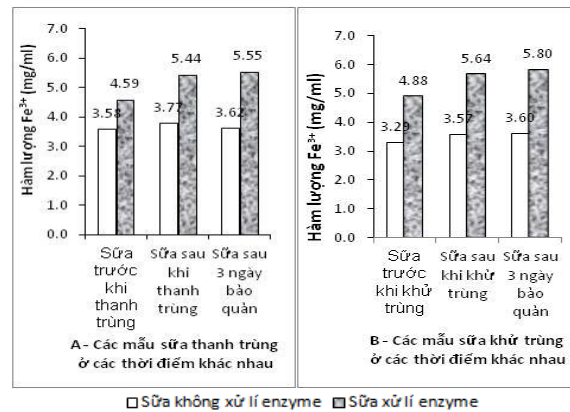 Hàm lượng Fe³⁺ (mg/ml)
7.0
6.0
5.0
4.0
3.0
2.0
1.0
0.0
3.58
4.59
3.77
5.44
3.62
5.55
Sữa trước khi thanh trùng
Sữa sau khi thanh trùng
Sữa sau 3 ngày bảo quản
A - Các mẫu sữa thanh trùng
ở các thời điểm khác nhau
Hàm lượng Fe³⁺ (mg/ml)
7.0
6.0
5.0
4.0
3.0
2.0
1.0
0.0
3.29
4.88
3.57
5.64
3.60
5.80
Sữa trước khi khử trùng
Sữa sau khi khử trùng
Sữa sau 3 ngày bảo quản
B - Các mẫu sữa khử trùng
ở các thời điểm khác nhau
Sữa không xử lí enzyme
Sữa xử lí enzyme